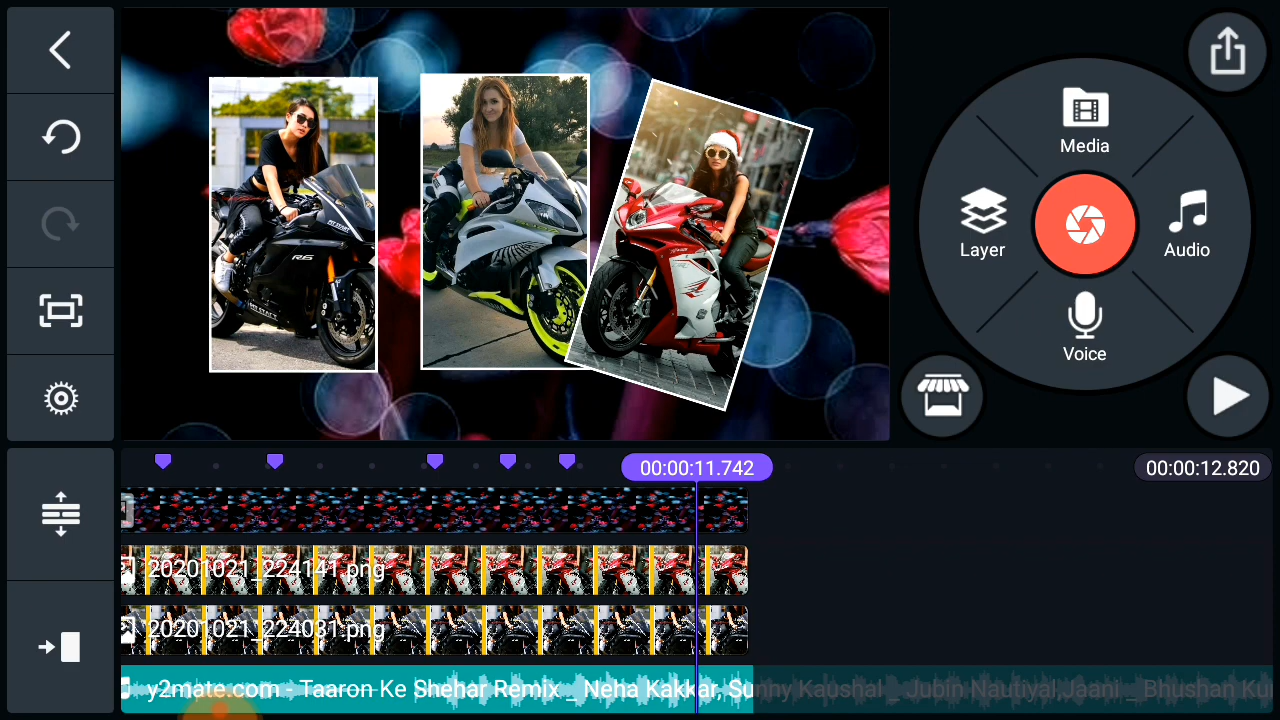 R6
Media
Layer
Audio
Voice
00:00:11.742
00:00:12.820
20201021_224141.png
20201021_224031.png
y2mate.com - Taaron Ke Shehar Remix _ Neha Kakkar, Sunny Kaushal _ Jubin Nautiyal,Jaani _ Bhushan Ku